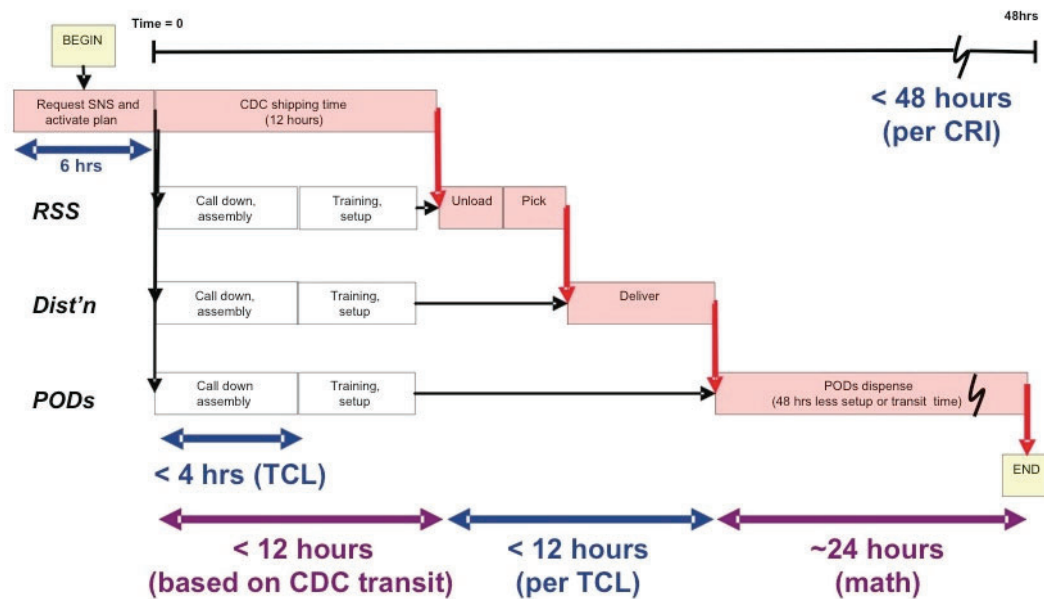 Time = 0
48hrs
BEGIN
< 48 hours
(per CRI)
Request SNS and
activate plan
CDC shipping time
(12 hours)
6 hrs
RSS
Call down,
assembly
Training,
setup
Unload
Pick
Dist'n
Call down,
assembly
Training,
setup
Deliver
PODs
Call down
assembly
Training,
setup
PODs dispense
(48 hrs less setup or transit time)
< 4 hrs (TCL)
END
< 12 hours
(based on CDC transit)
< 12 hours
(per TCL)
~24 hours
(math)